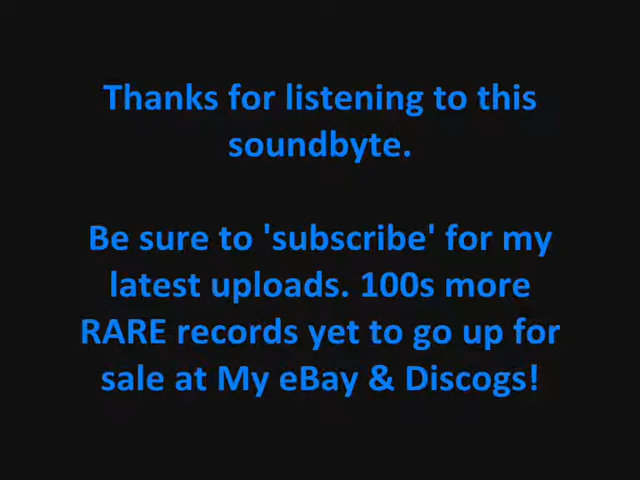 Thanks for listening to this
soundbyte.
Be sure to 'subscribe' for my
latest uploads. 100s more
RARE records yet to go up for
sale at My eBay & Discogs!